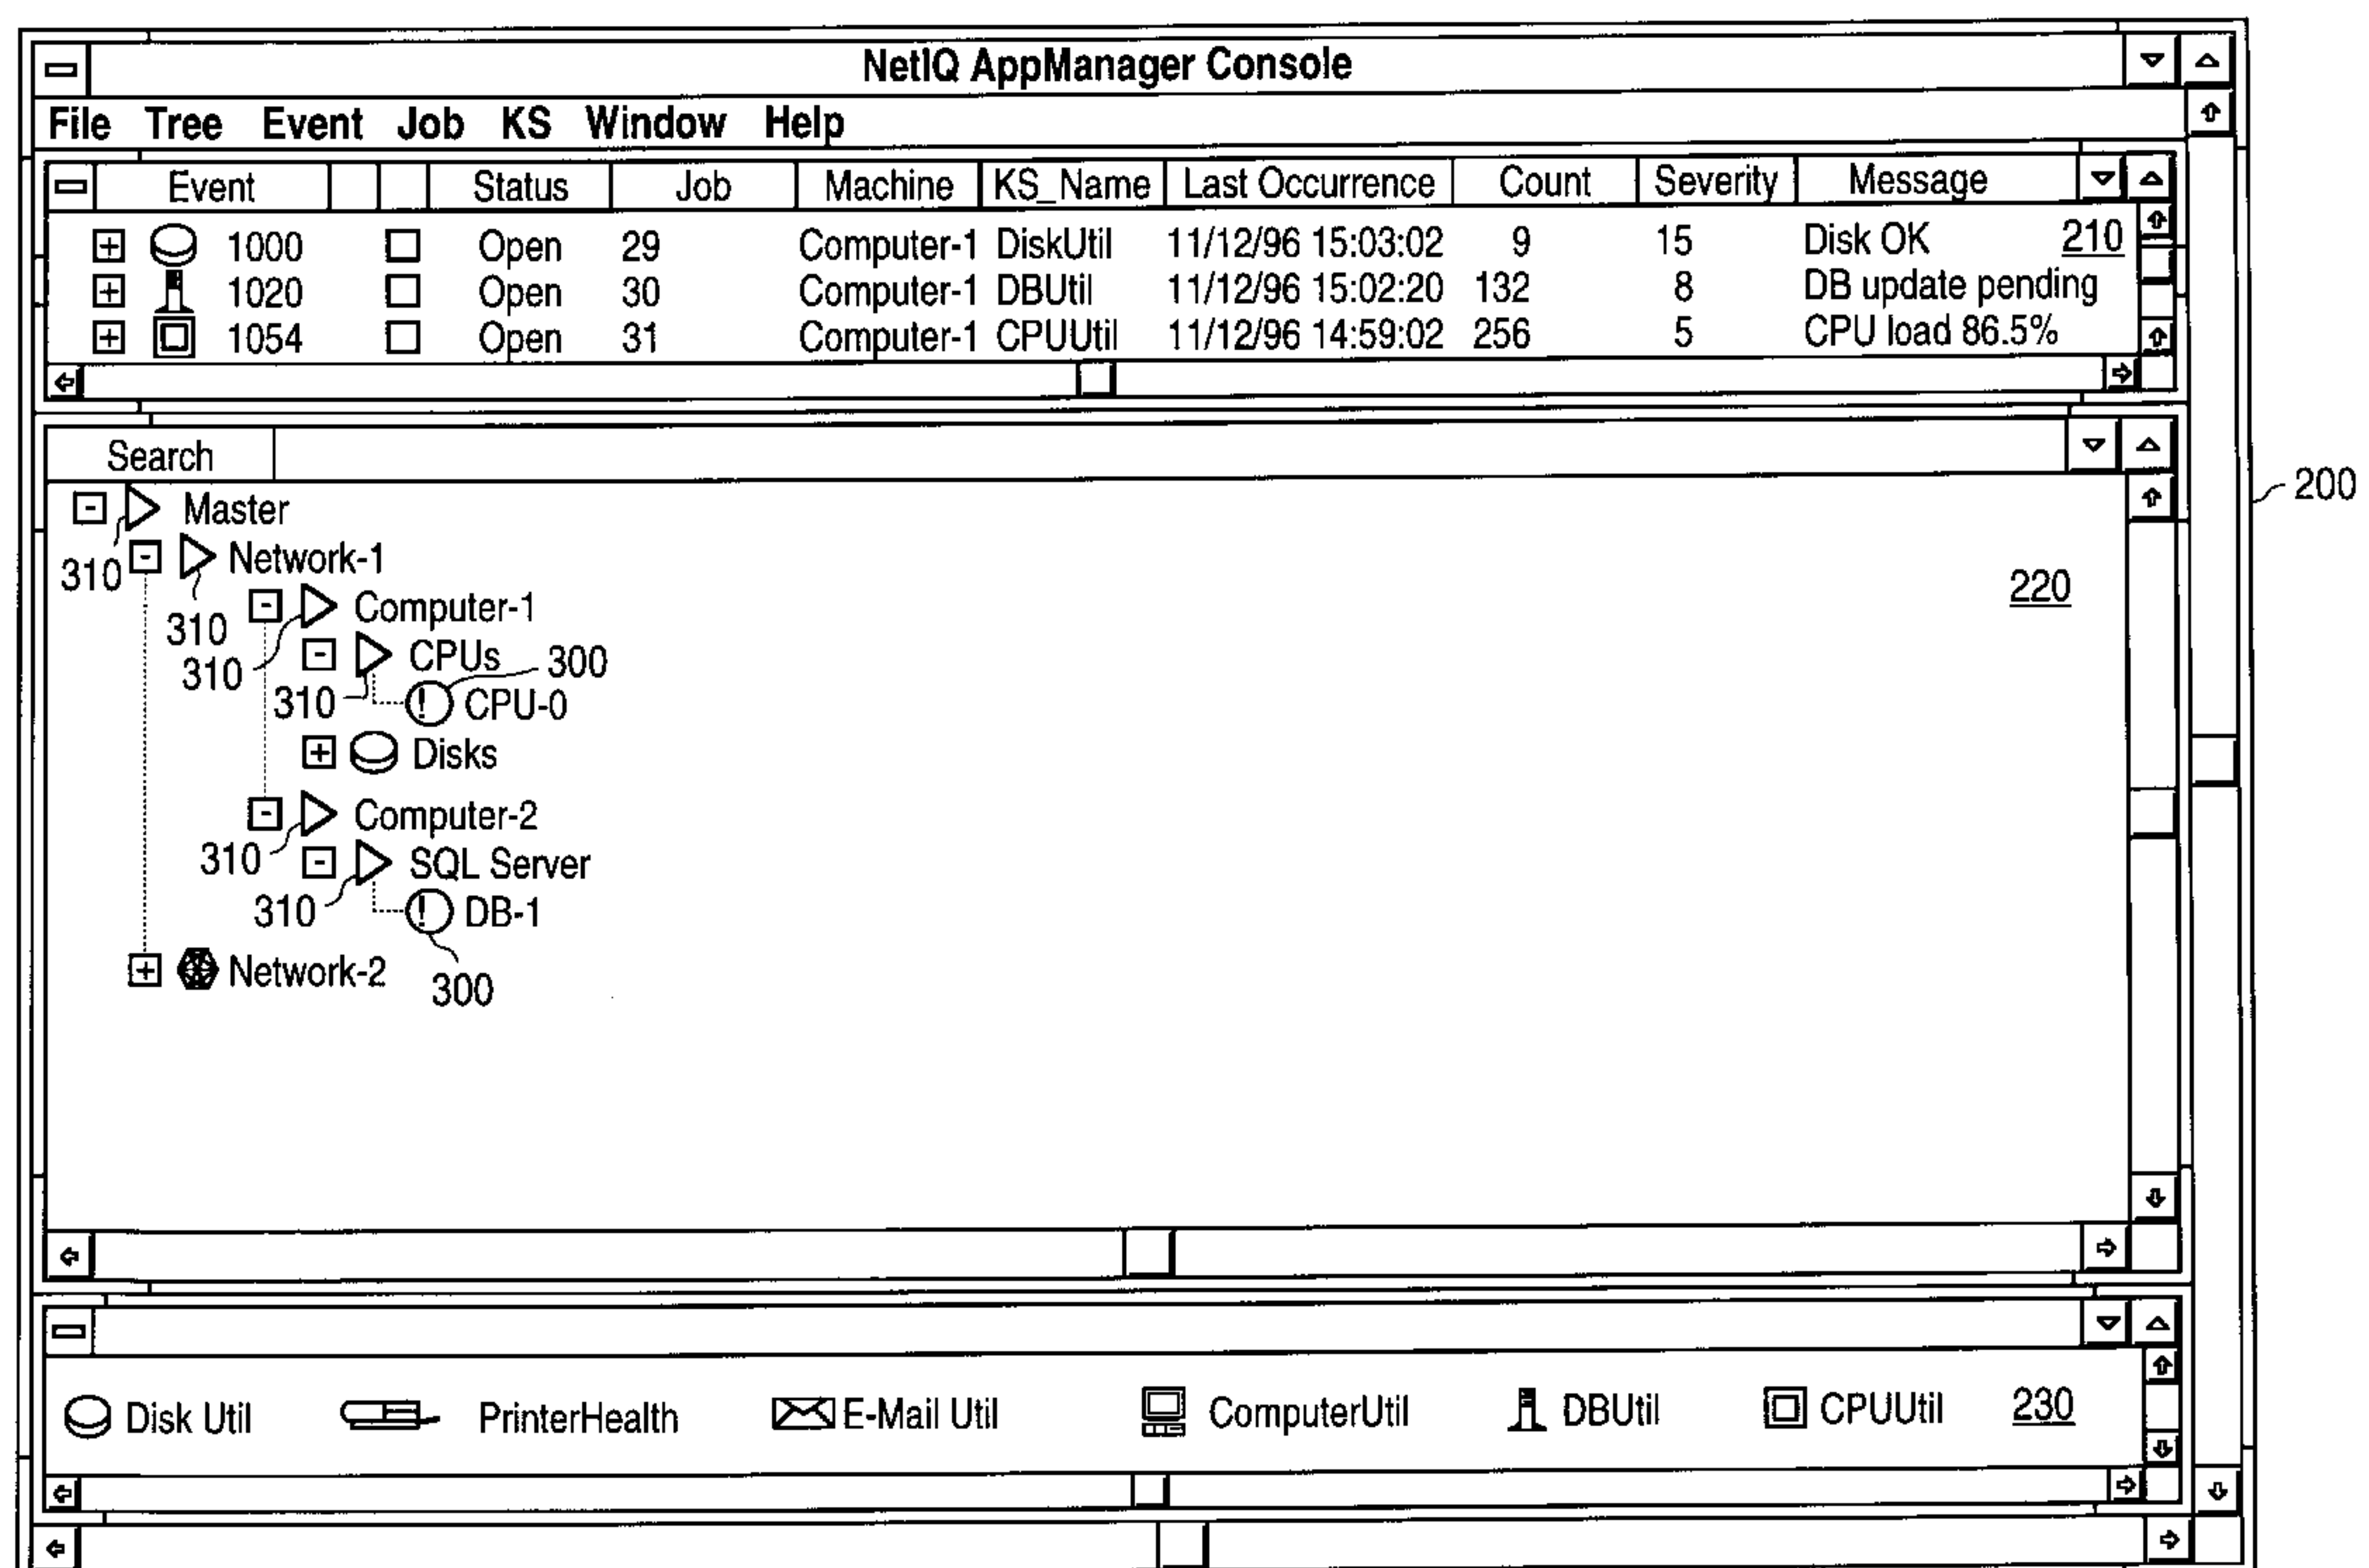 NetIQ AppManager Console
File Tree Event Job KS Window Help
Event Status Job Machine KS_Name Last Occurrence Count Severity Message
1000 Open 29 Computer-1 DiskUtil 11/12/96 15:03:02 9 15 Disk OK 210
1020 Open 30 Computer-1 DBUtil 11/12/96 15:02:20 132 8 DB update pending
1054 Open 31 Computer-1 CPUUtil 11/12/96 14:59:02 256 5 CPU load 86.5%
Search
200
Master
310 Network-1
220
310 Computer-1
310 CPUs 300
310 CPU-0
Disks
Computer-2
310 SQL Server
310 DB-1
Network-2 300
Disk Util PrinterHealth E-Mail Util ComputerUtil DBUtil CPUUtil 230